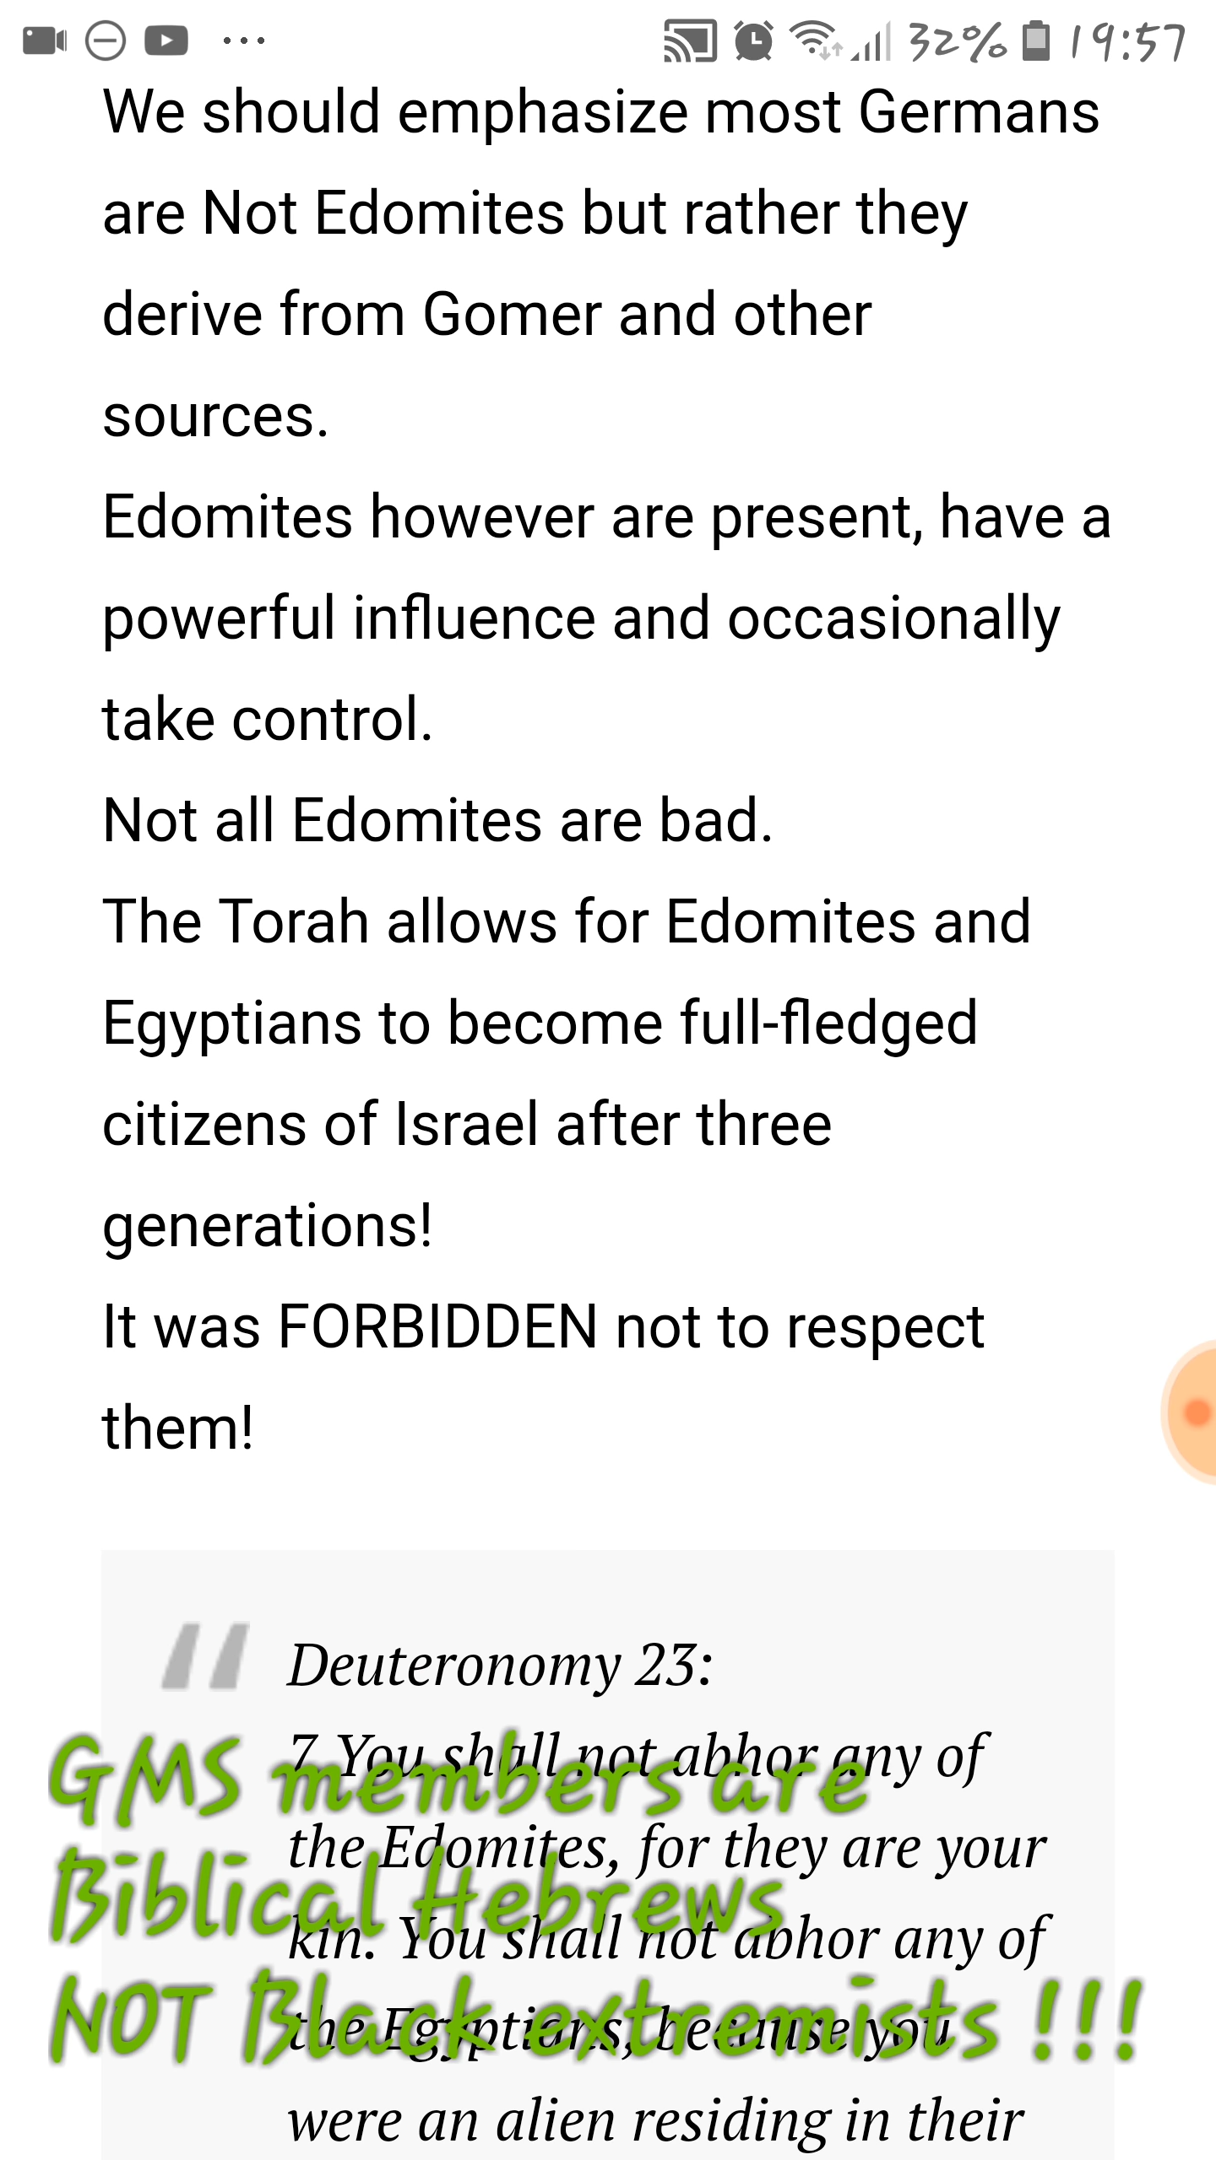 32% 19:57
We should emphasize most Germans
are Not Edomites but rather they
derive from Gomer and other
sources.
Edomites however are present, have a
powerful influence and occasionally
take control.
Not all Edomites are bad.
The Torah allows for Edomites and
Egyptians to become full-fledged
citizens of Israel after three
generations!
It was FORBIDDEN not to respect
them!
“ Deuteronomy 23:
7 You shall not abhor any of
the Edomites, for they are your
kin. You shall not abhor any of
the Egyptians, because you
were an alien residing in their
GMS members are
Biblical Hebrews
NOT Black extremists !!!